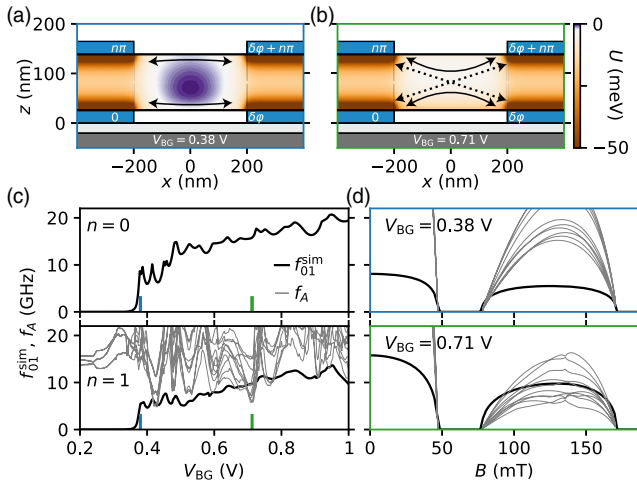 (a)
(b)
nπ
δφ + nπ
nπ
δφ + nπ
0
δφ
0
δφ
V_BG = 0.38 V
V_BG = 0.71 V
200
100
0
z (nm)
−200
0
200
x (nm)
−200
0
200
x (nm)
0
−50
U (meV)
(c)
(d)
n = 0
f_01^sim
f_A
20
10
0
n = 1
20
10
0
f_01^sim, f_A (GHz)
0.2
0.4
0.6
0.8
1
V_BG (V)
V_BG = 0.38 V
V_BG = 0.71 V
0
100
B (mT)